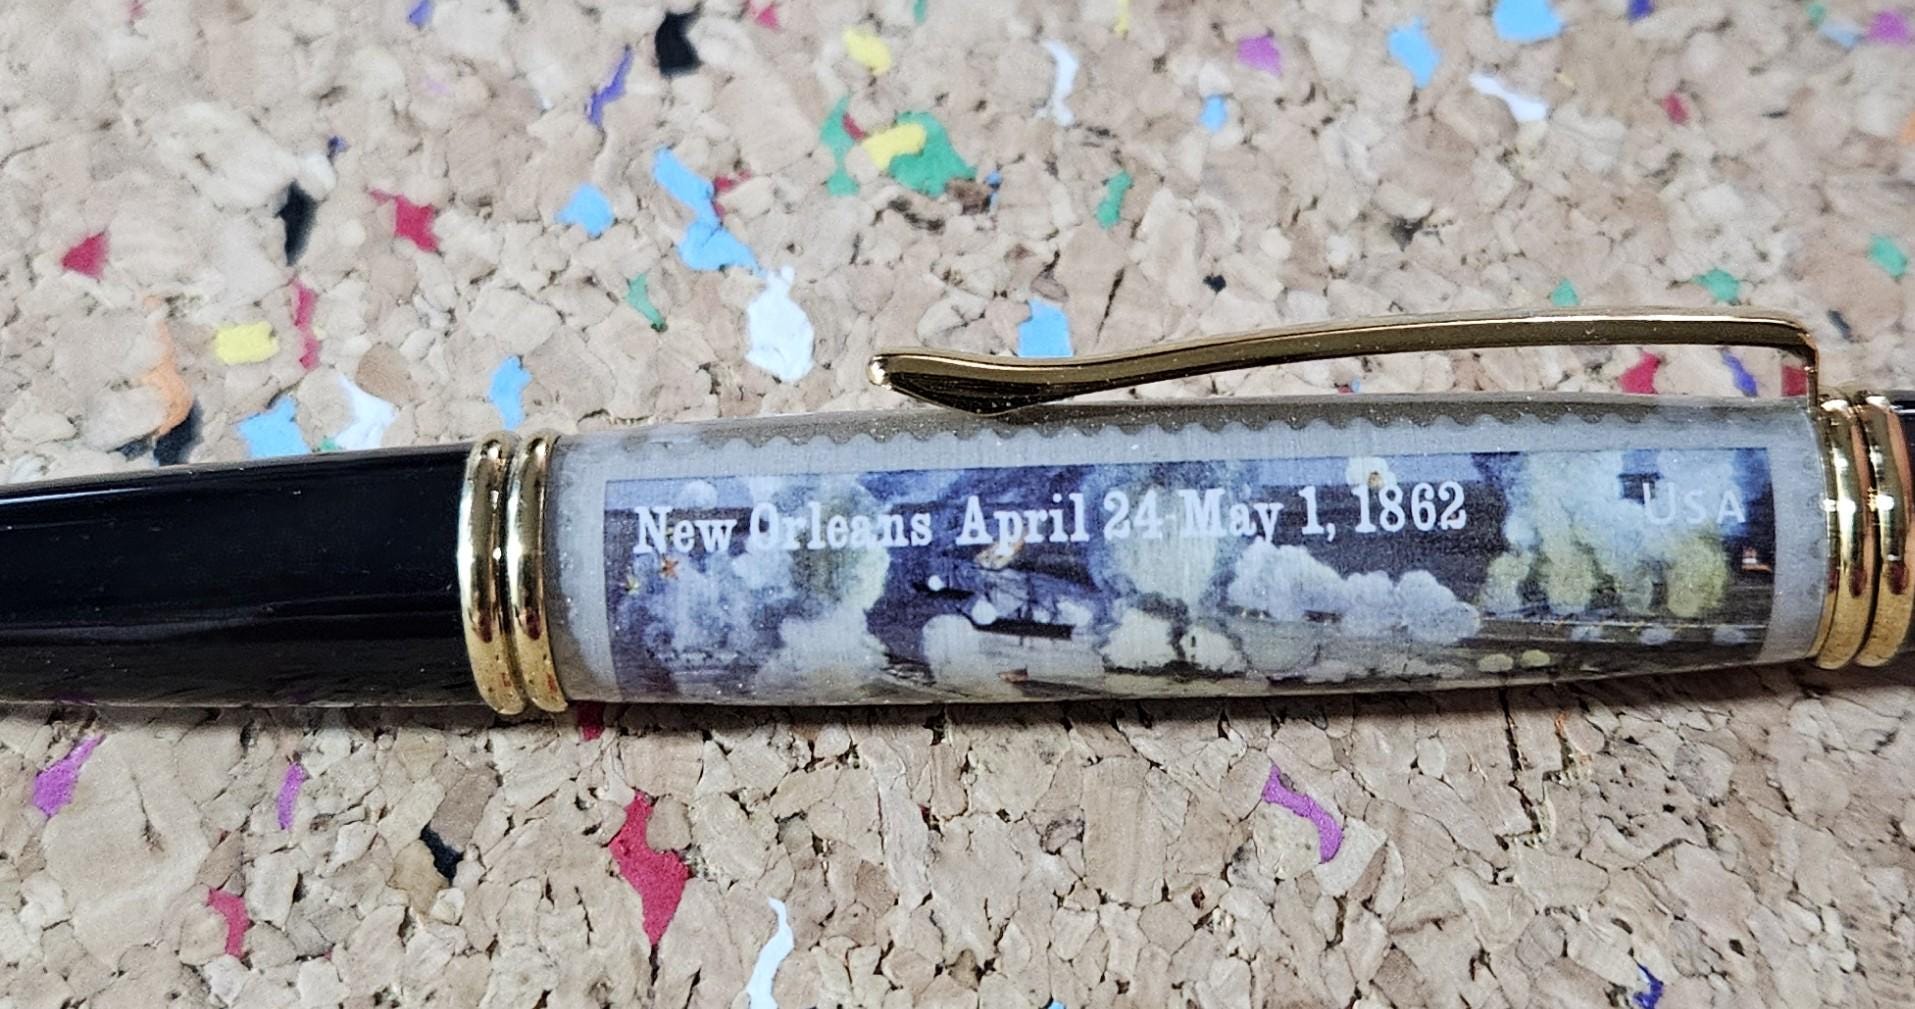 New Orleans April 24-May 1, 1862
USA